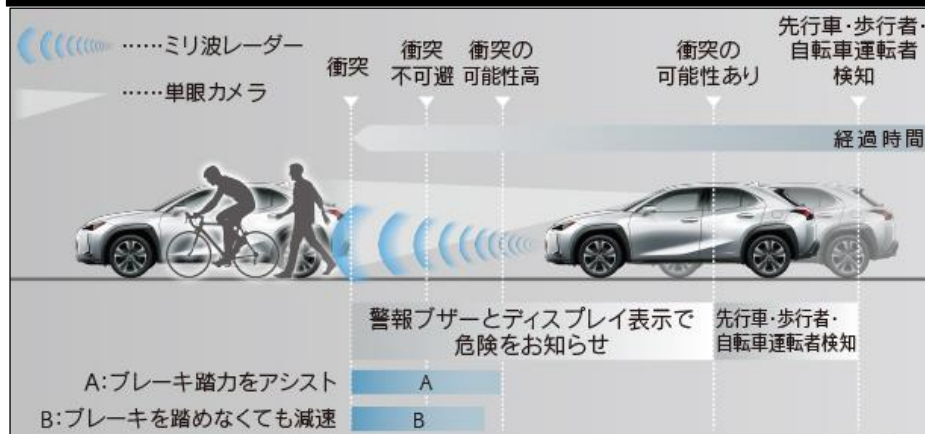 ……ミリ波レーダー
……単眼カメラ
衝突
衝突
不可避
衝突の
可能性高
衝突の
可能性あり
先行車・歩行者・
自転車運転者
検知
経過時間
警報ブザーとディスプレイ表示で
危険をお知らせ
先行車・歩行者・
自転車運転者検知
A:ブレーキ踏力をアシスト
A
B:ブレーキを踏めなくても減速
B